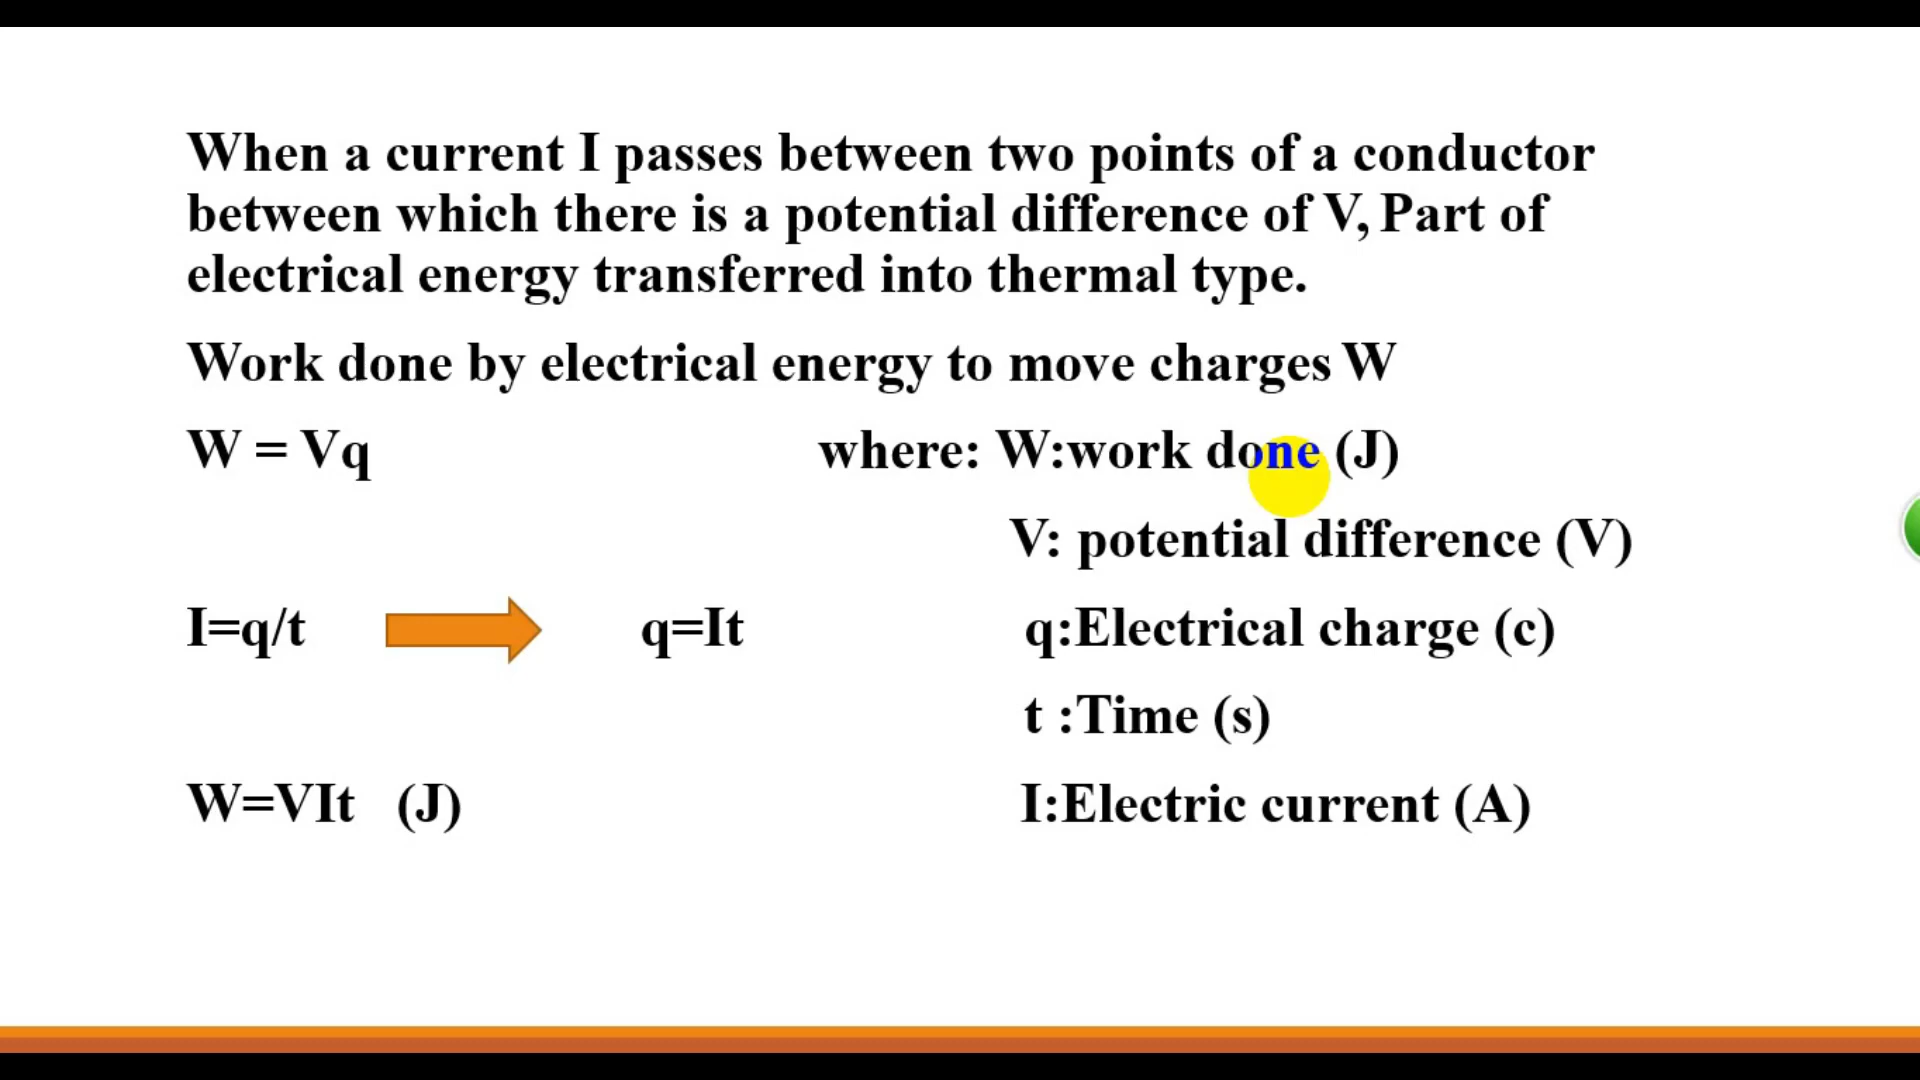 When a current I passes between two points of a conductor
between which there is a potential difference of V, Part of
electrical energy transferred into thermal type.
Work done by electrical energy to move charges W
W = Vq where: W:work done (J)
V: potential difference (V)
I=q/t q=It q:Electrical charge (c)
t :Time (s)
W=VIt (J) I:Electric current (A)